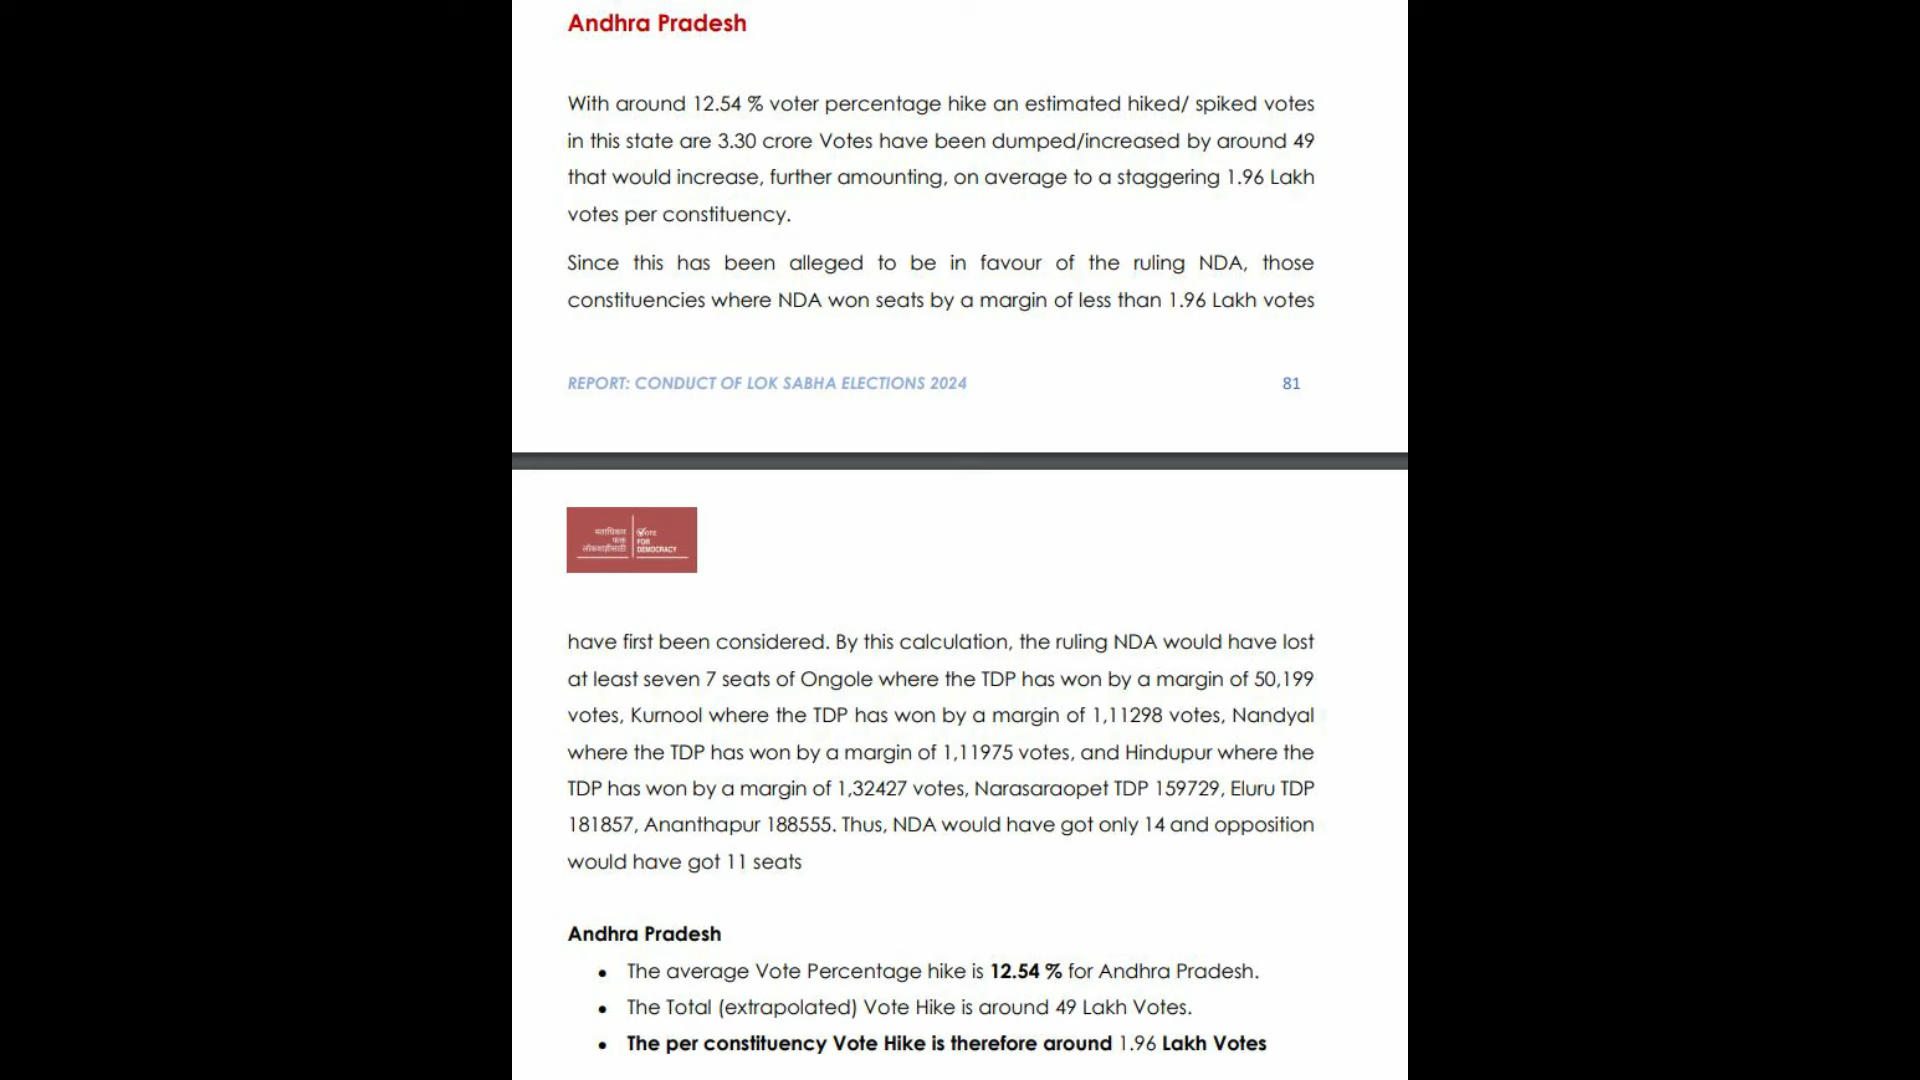 Andhra Pradesh
With around 12.54 % voter percentage hike an estimated hiked/ spiked votes
in this state are 3.30 crore Votes have been dumped/increased by around 49
that would increase, further amounting, on average to a staggering 1.96 Lakh
votes per constituency.
Since this has been alleged to be in favour of the ruling NDA, those
constituencies where NDA won seats by a margin of less than 1.96 Lakh votes
REPORT: CONDUCT OF LOK SABHA ELECTIONS 2024 81
मताधिकार
फक्त
लोकशाहीसाठी
VOTE
FOR
DEMOCRACY
have first been considered. By this calculation, the ruling NDA would have lost
at least seven 7 seats of Ongole where the TDP has won by a margin of 50,199
votes, Kurnool where the TDP has won by a margin of 1,11298 votes, Nandyal
where the TDP has won by a margin of 1,11975 votes, and Hindupur where the
TDP has won by a margin of 1,32427 votes, Narasaraopet TDP 159729, Eluru TDP
181857, Ananthapur 188555. Thus, NDA would have got only 14 and opposition
would have got 11 seats
Andhra Pradesh
• The average Vote Percentage hike is 12.54 % for Andhra Pradesh.
• The Total (extrapolated) Vote Hike is around 49 Lakh Votes.
• The per constituency Vote Hike is therefore around 1.96 Lakh Votes